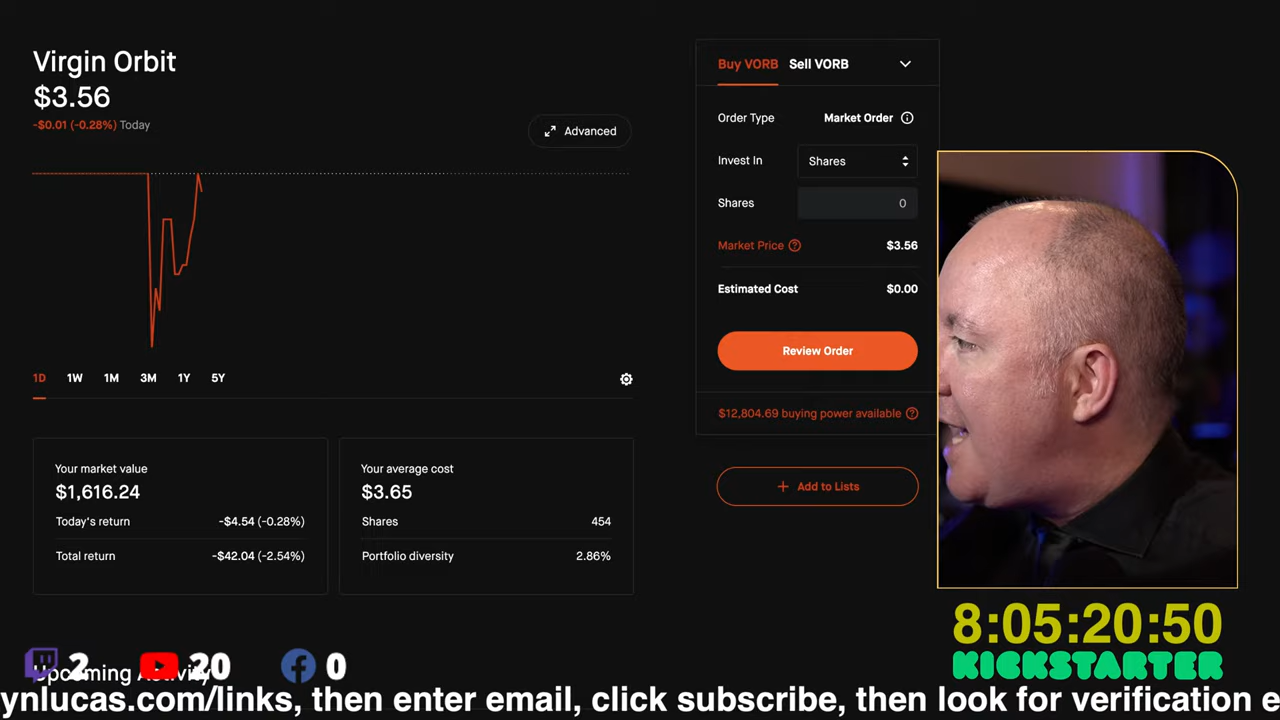 Virgin Orbit
$3.56
-$0.01 (-0.28%) Today
Advanced
1D 1W 1M 3M 1Y 5Y
Your market value
$1,616.24
Today's return -$4.54 (-0.28%)
Total return -$42.04 (-2.54%)
Your average cost
$3.65
Shares 454
Portfolio diversity 2.86%
Buy VORB Sell VORB
Order Type Market Order
Invest In Shares
Shares 0
Market Price $3.56
Estimated Cost $0.00
Review Order
$12,804.69 buying power available
+ Add to Lists
8:05:20:50
KICKSTARTER
Upcoming Activity
2 20 0
ynlucas.com/links, then enter email, click subscribe, then look for verification e